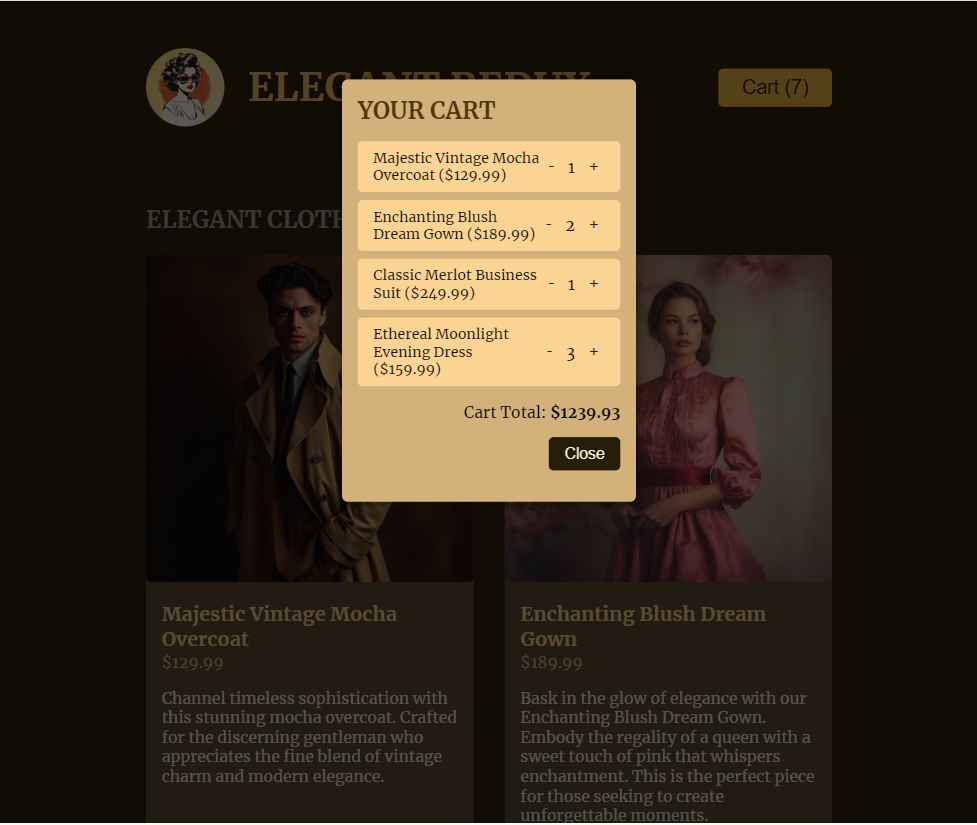 ELEGANT REDUX
Cart (7)
YOUR CART
Majestic Vintage Mocha
Overcoat ($129.99)
- 1 +
Enchanting Blush
Dream Gown ($189.99)
- 2 +
Classic Merlot Business
Suit ($249.99)
- 1 +
Ethereal Moonlight
Evening Dress
($159.99)
- 3 +
Cart Total: $1239.93
Close
ELEGANT
Majestic Vintage Mocha
Overcoat
$129.99
Channel timeless sophistication with
this stunning mocha overcoat. Crafted
for the discerning gentleman who
appreciates the fine blend of vintage
charm and modern elegance.
Enchanting Blush Dream
Gown
$189.99
Bask in the glow of elegance with our
Enchanting Blush Dream Gown.
Embody the regality of a queen with a
sweet touch of pink that whispers
enchantment. This is the perfect piece
for those seeking to create
unforgettable moments.